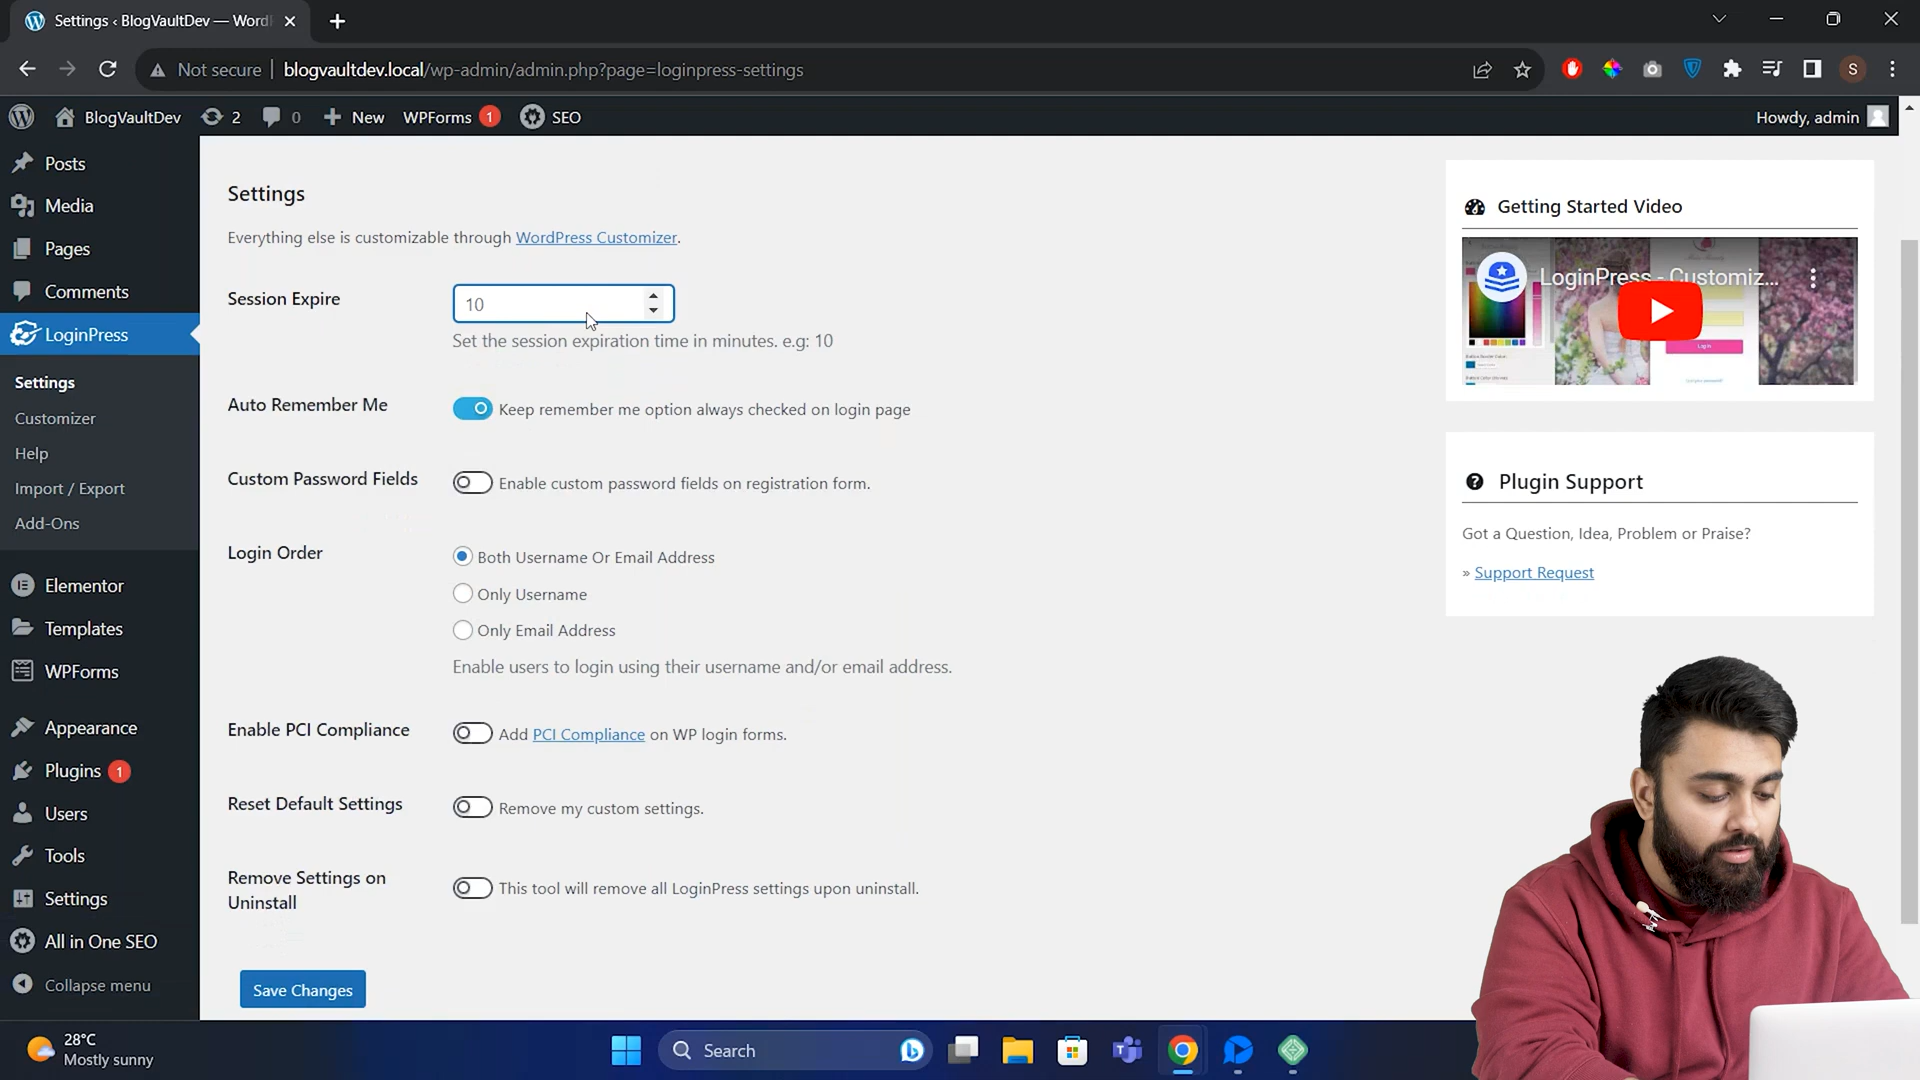 Settings ‹ BlogVaultDev — Word
Not secure
blogvaultdev.local/wp-admin/admin.php?page=loginpress-settings
S
BlogVaultDev
2
0
New
WPForms
1
SEO
Howdy, admin
Posts
Media
Pages
Comments
LoginPress
Settings
Customizer
Help
Import / Export
Add-Ons
Elementor
Templates
WPForms
Appearance
Plugins 1
Users
Tools
Settings
All in One SEO
Collapse menu
Settings
Everything else is customizable through WordPress Customizer.
Session Expire
10
Set the session expiration time in minutes. e.g: 10
Auto Remember Me
Keep remember me option always checked on login page
Custom Password Fields
Enable custom password fields on registration form.
Login Order
Both Username Or Email Address
Only Username
Only Email Address
Enable users to login using their username and/or email address.
Enable PCI Compliance
Add PCI Compliance on WP login forms.
Reset Default Settings
Remove my custom settings.
Remove Settings on
Uninstall
This tool will remove all LoginPress settings upon uninstall.
Save Changes
Getting Started Video
LoginPress - Customiz...
Login
Plugin Support
Got a Question, Idea, Problem or Praise?
» Support Request
28°C
Mostly sunny
Search